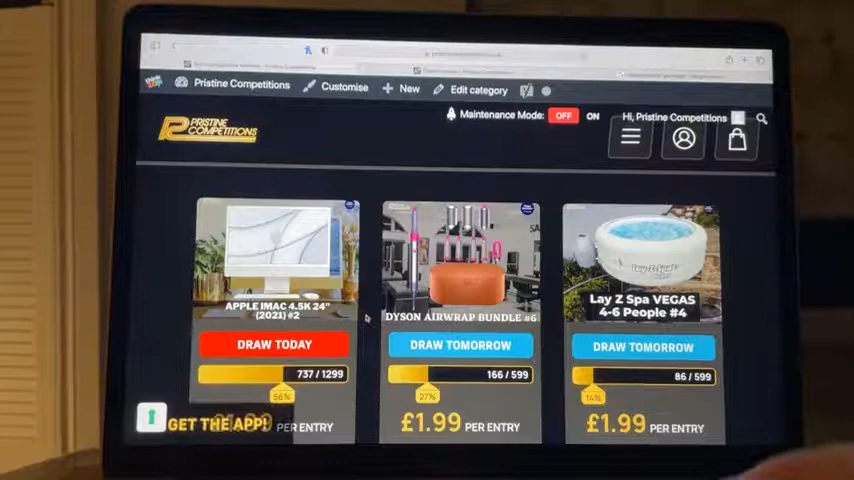 Pristine Competitions Customise New Edit category
Maintenance Mode: OFF ON Hi, Pristine Competitions
PRISTINE COMPETITIONS
APPLE IMAC 4.5K 24"
(2021) #2
DRAW TODAY
737 / 1299
56%
PER ENTRY
DYSON AIRWRAP BUNDLE #6
DRAW TOMORROW
166 / 599
27%
£1.99 PER ENTRY
Lay-Z-Spa
Lay Z Spa VEGAS
4-6 People #4
DRAW TOMORROW
86 / 599
14%
£1.99 PER ENTRY
GET THE APP!